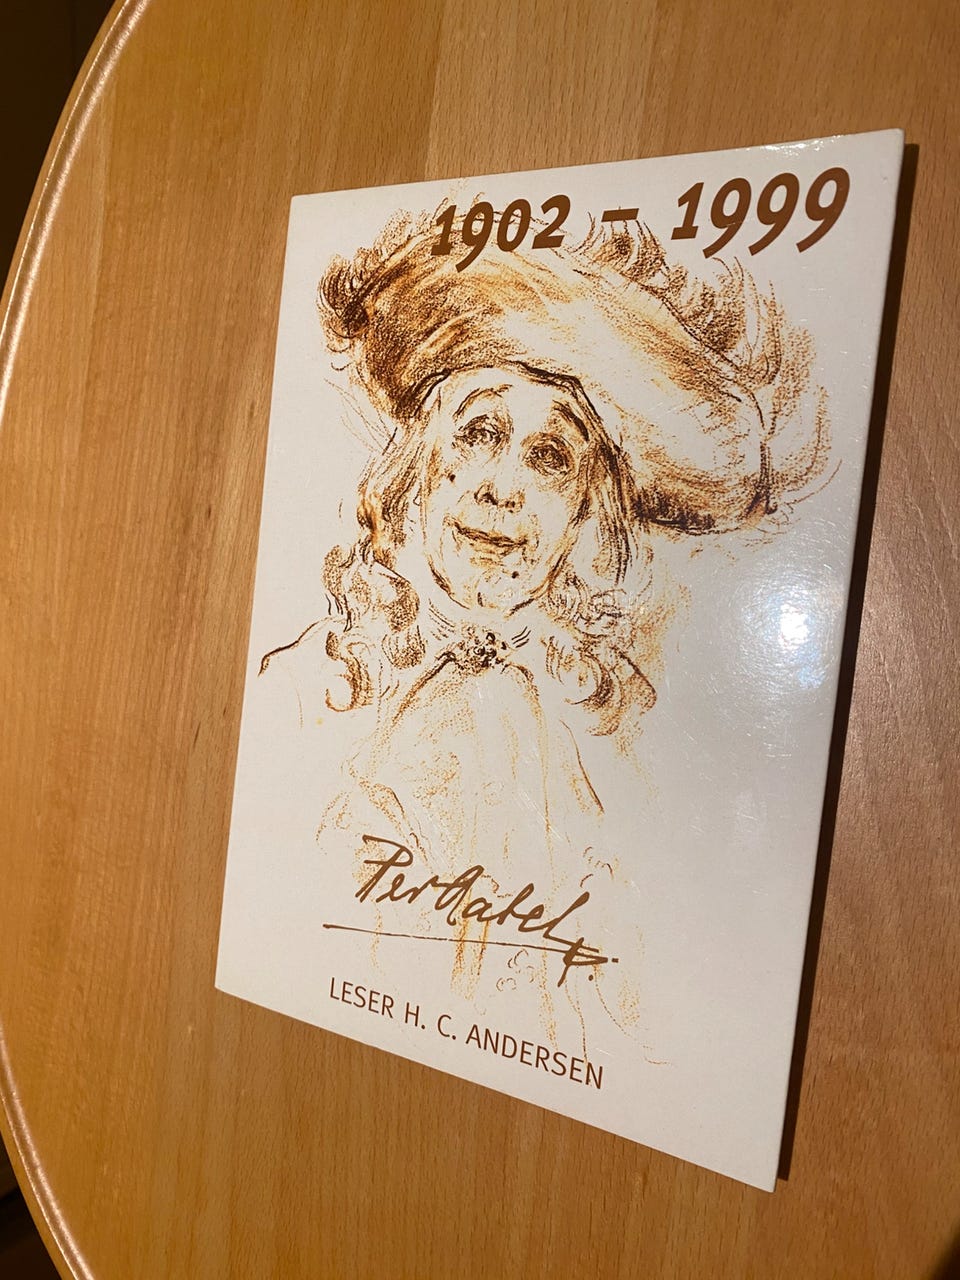 1902 – 1999
Per Aabel
LESER H. C. ANDERSEN